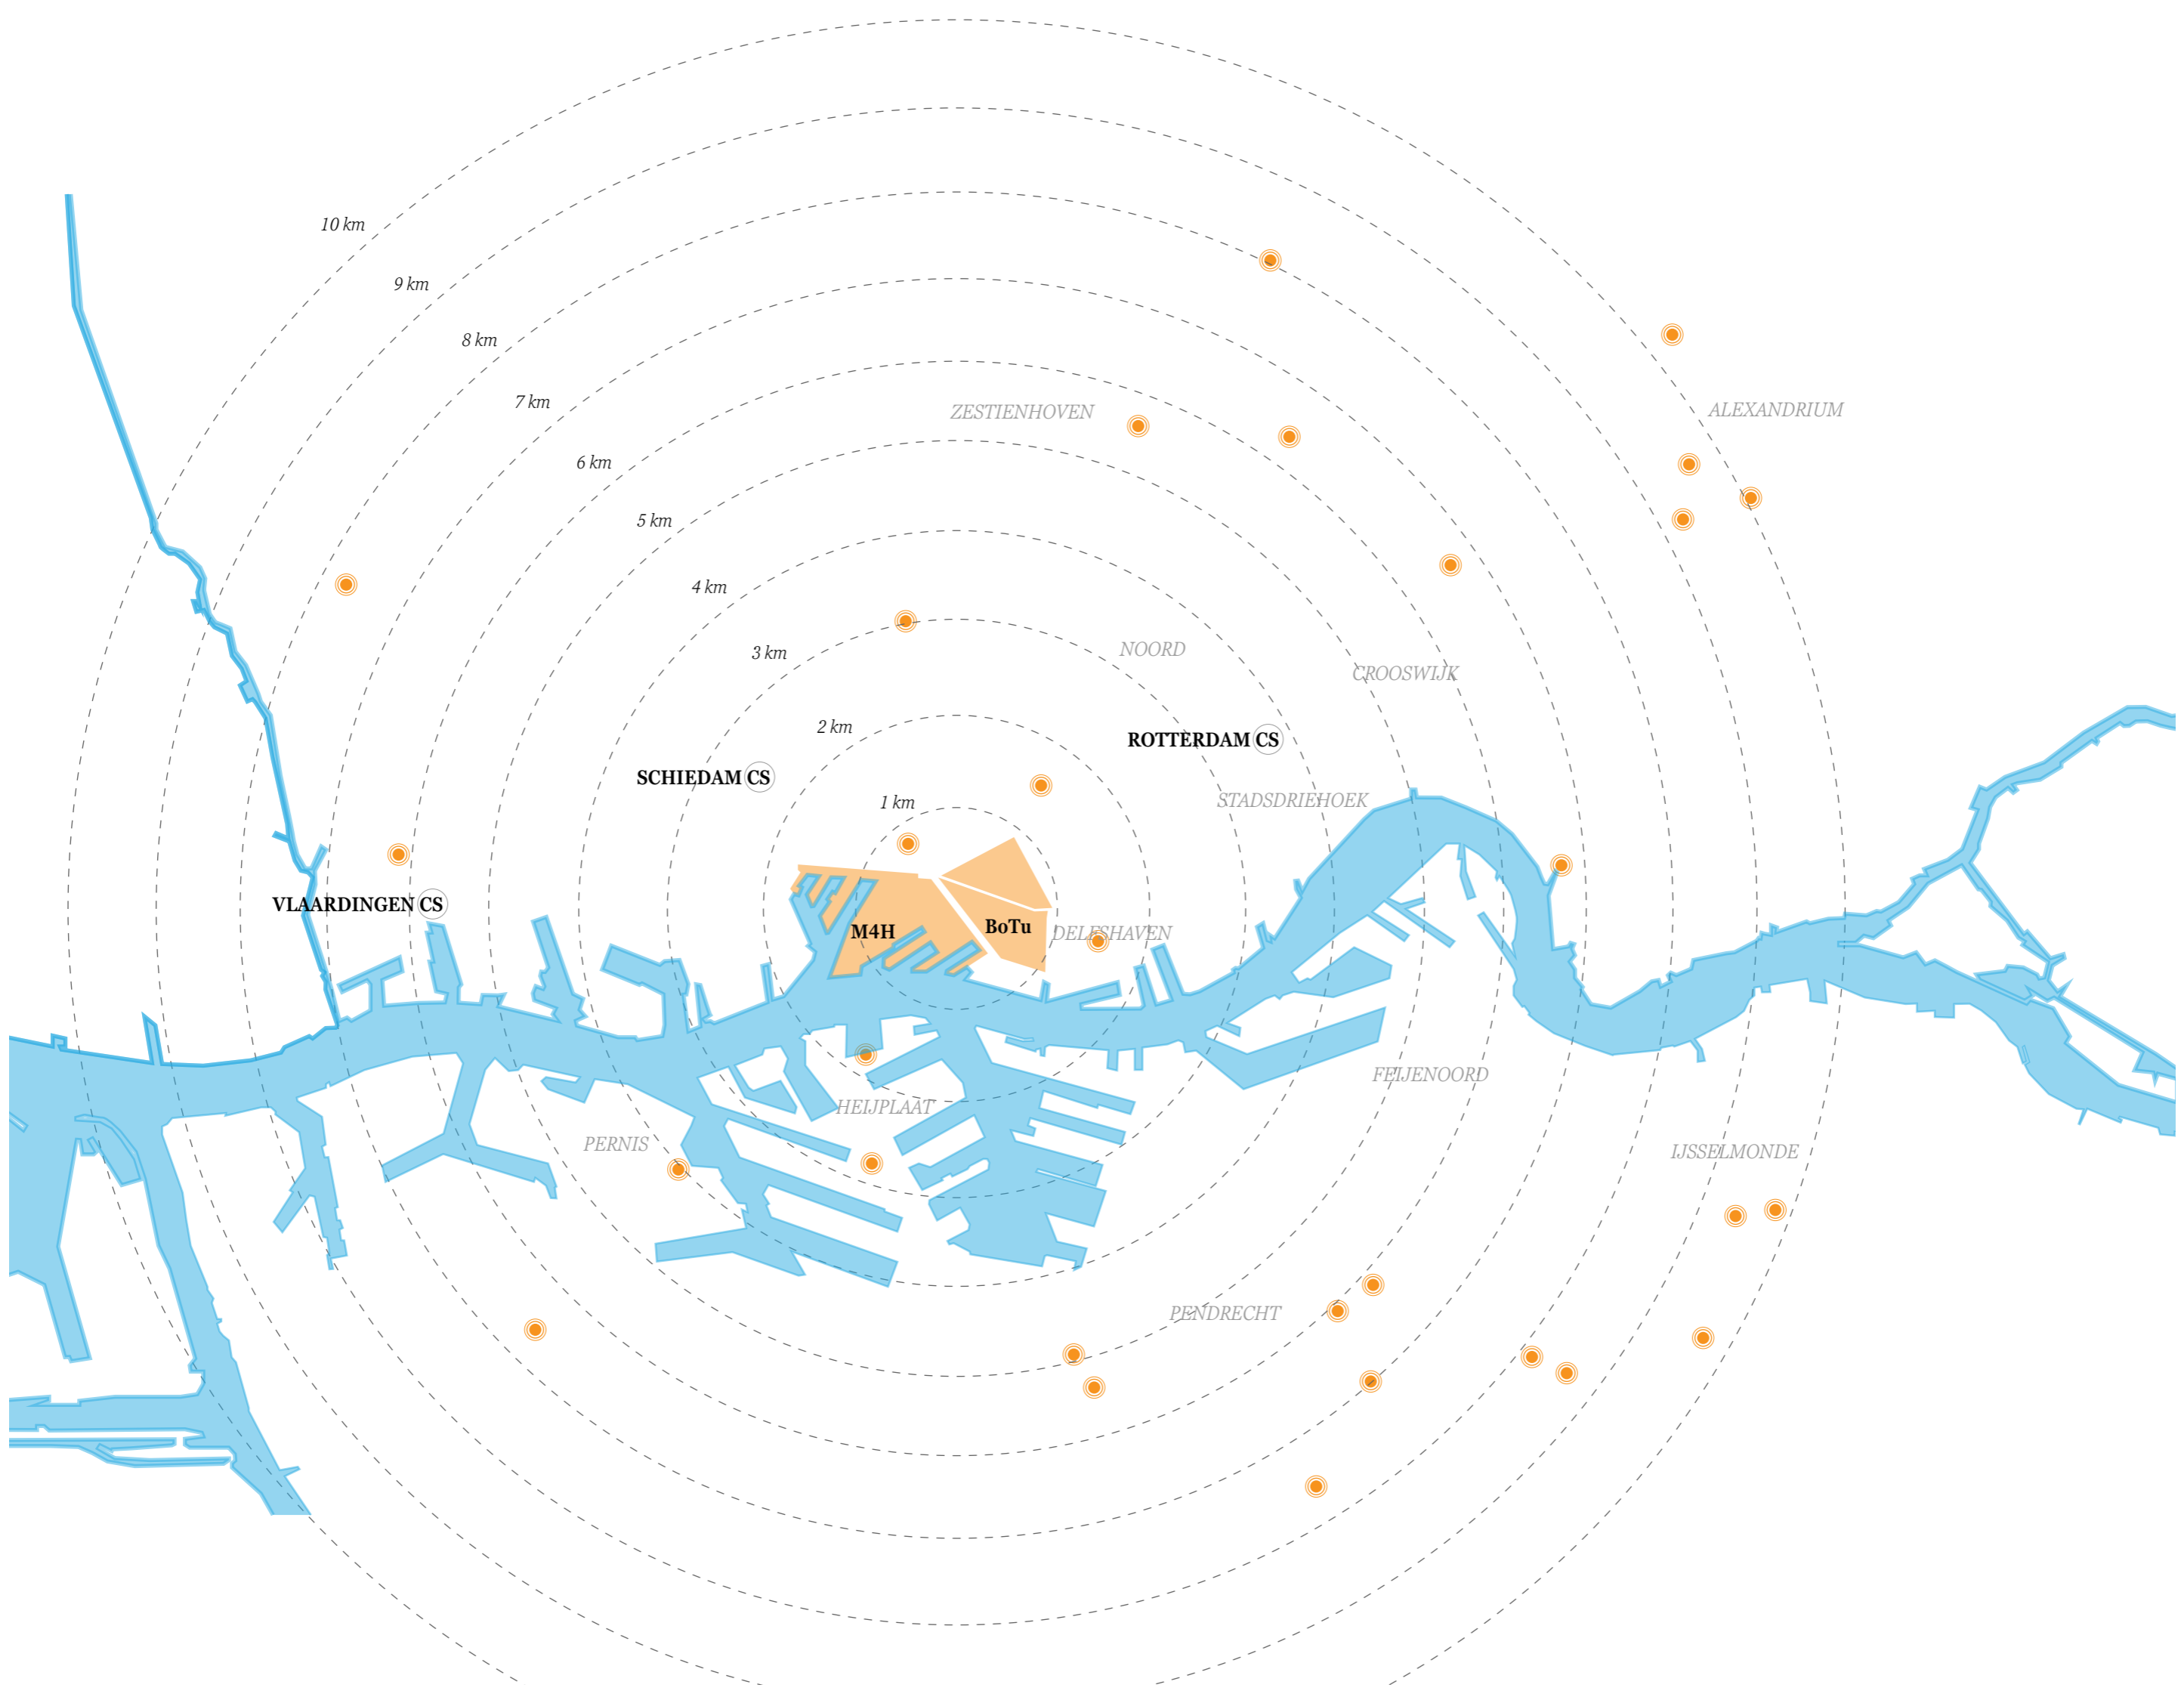 10 km
9 km
8 km
7 km
ZESTIENHOVEN
ALEXANDRIUM
6 km
5 km
4 km
3 km
NOORD
CROOSWIJK
2 km
ROTTERDAM CS
SCHIEDAM CS
1 km
STADSDRIEHOEK
VLAARDINGEN CS
M4H
BoTu
DELFSHAVEN
FEIJENOORD
HEIJPLAAT
PERNIS
IJSSELMONDE
PENDRECHT